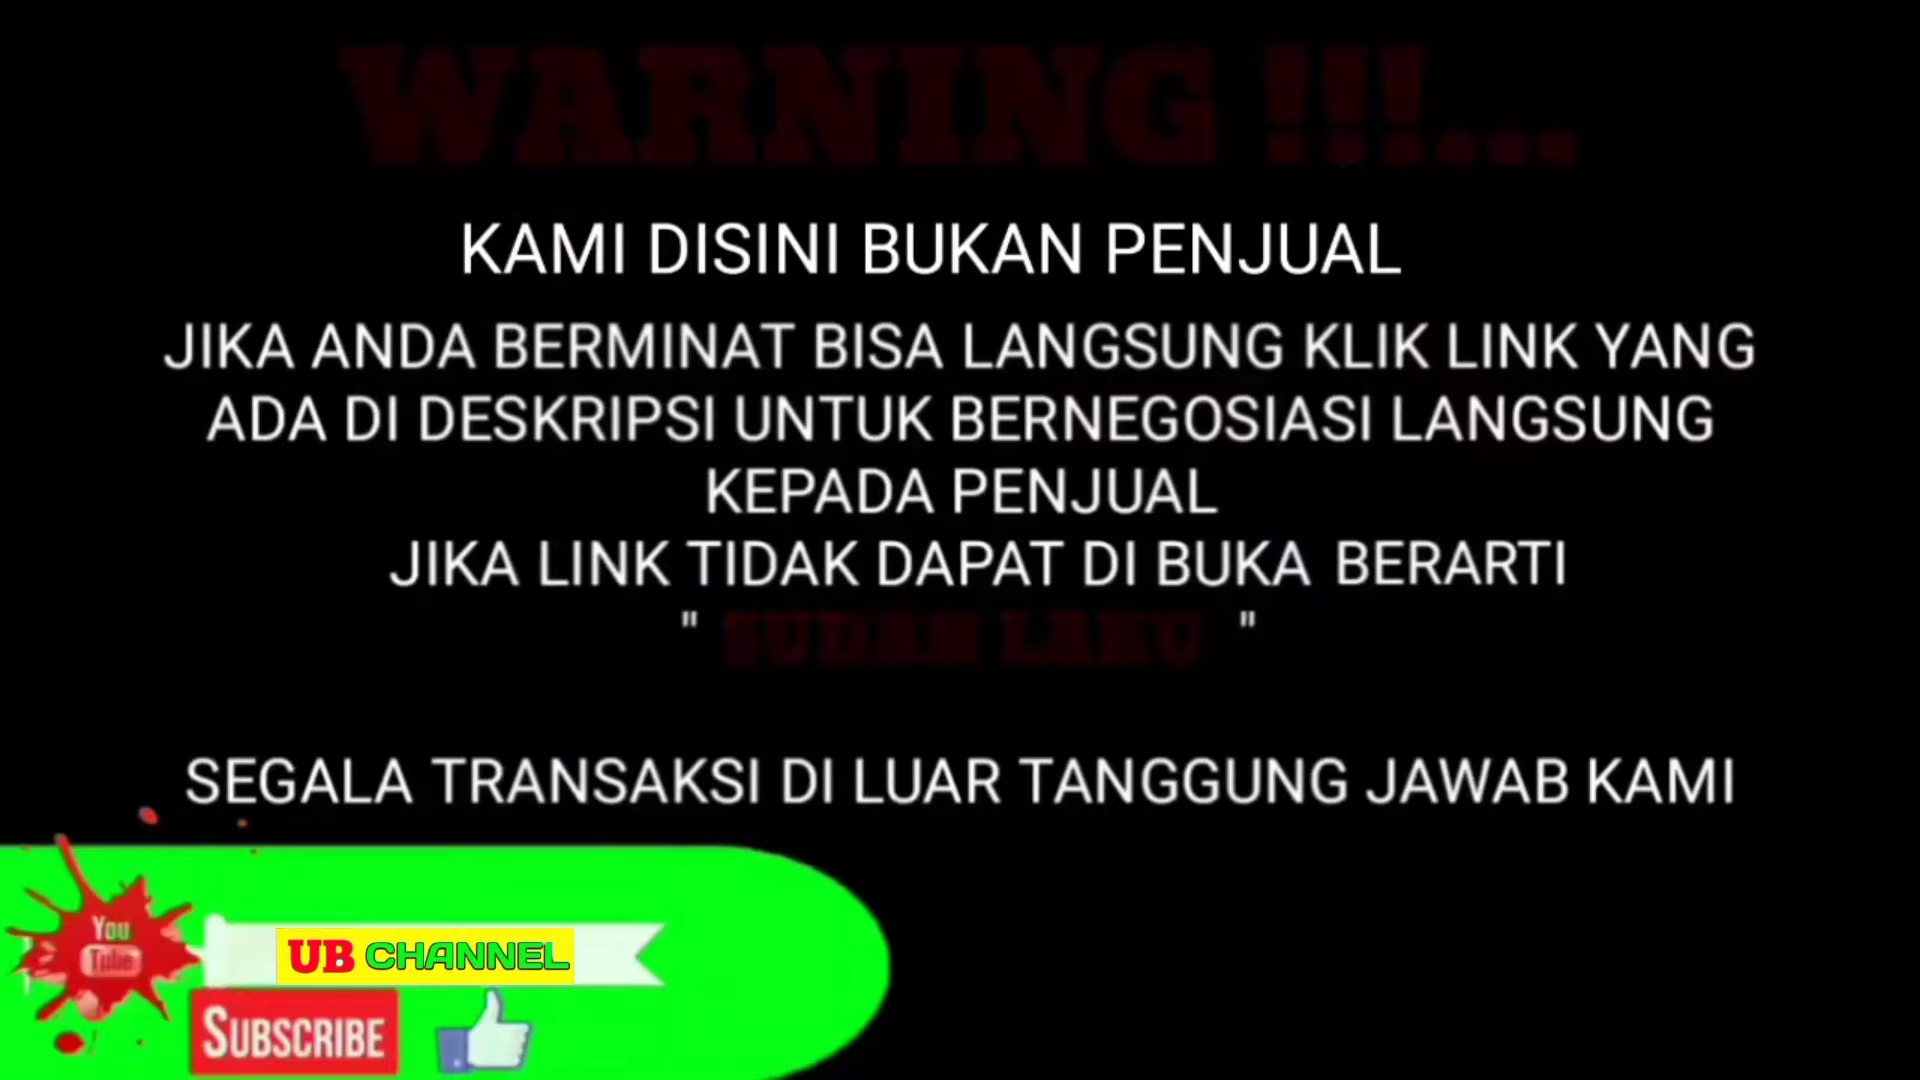 WARNING !!!...
KAMI DISINI BUKAN PENJUAL
JIKA ANDA BERMINAT BISA LANGSUNG KLIK LINK YANG
ADA DI DESKRIPSI UNTUK BERNEGOSIASI LANGSUNG
KEPADA PENJUAL
JIKA LINK TIDAK DAPAT DI BUKA BERARTI
" SUDAH LAKU "
SEGALA TRANSAKSI DI LUAR TANGGUNG JAWAB KAMI
You
Tube
UB CHANNEL
SUBSCRIBE